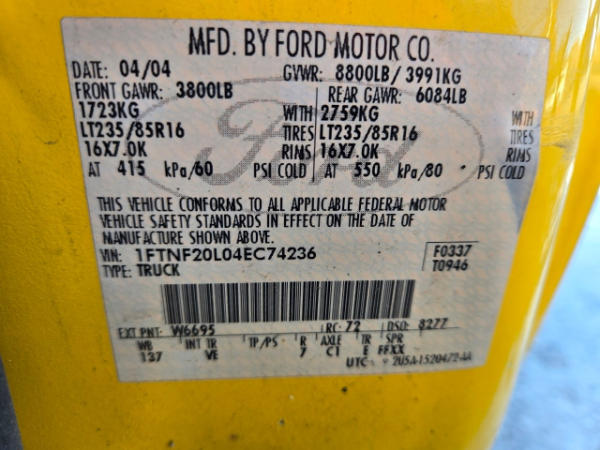 MFD. BY FORD MOTOR CO.
DATE: 04/04 GVWR: 8800LB/ 3991KG
FRONT GAWR: 3800LB REAR GAWR: 6084LB
1723KG WITH 2759KG WITH
LT235/85R16 TIRES LT235/85R16 TIRES
16X7.0K RIMS 16X7.0K RIMS
AT 415 kPa/60 PSI COLD AT 550 kPa/80 PSI COLD
Ford
THIS VEHICLE CONFORMS TO ALL APPLICABLE FEDERAL MOTOR
VEHICLE SAFETY STANDARDS IN EFFECT ON THE DATE OF
MANUFACTURE SHOWN ABOVE.
VIN: 1FTNF20L04EC74236 F0337
TYPE: TRUCK T0946
EXT PNT: W6695 RC: 72 DSO: 8277
WB INT TR TP/PS R AXLE TR SPR
137 VE 7 C1 E FFXX
UTC